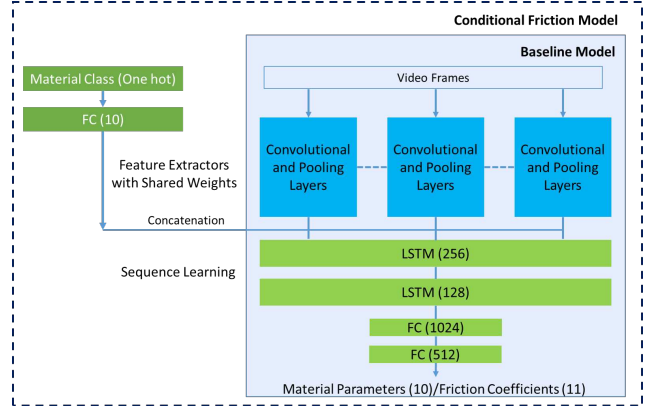 Conditional Friction Model
Baseline Model
Material Class (One hot)
FC (10)
Video Frames
Convolutional
and Pooling
Layers
Convolutional
and Pooling
Layers
Convolutional
and Pooling
Layers
Feature Extractors
with Shared Weights
Concatenation
Sequence Learning
LSTM (256)
LSTM (128)
FC (1024)
FC (512)
Material Parameters (10)/Friction Coefficients (11)